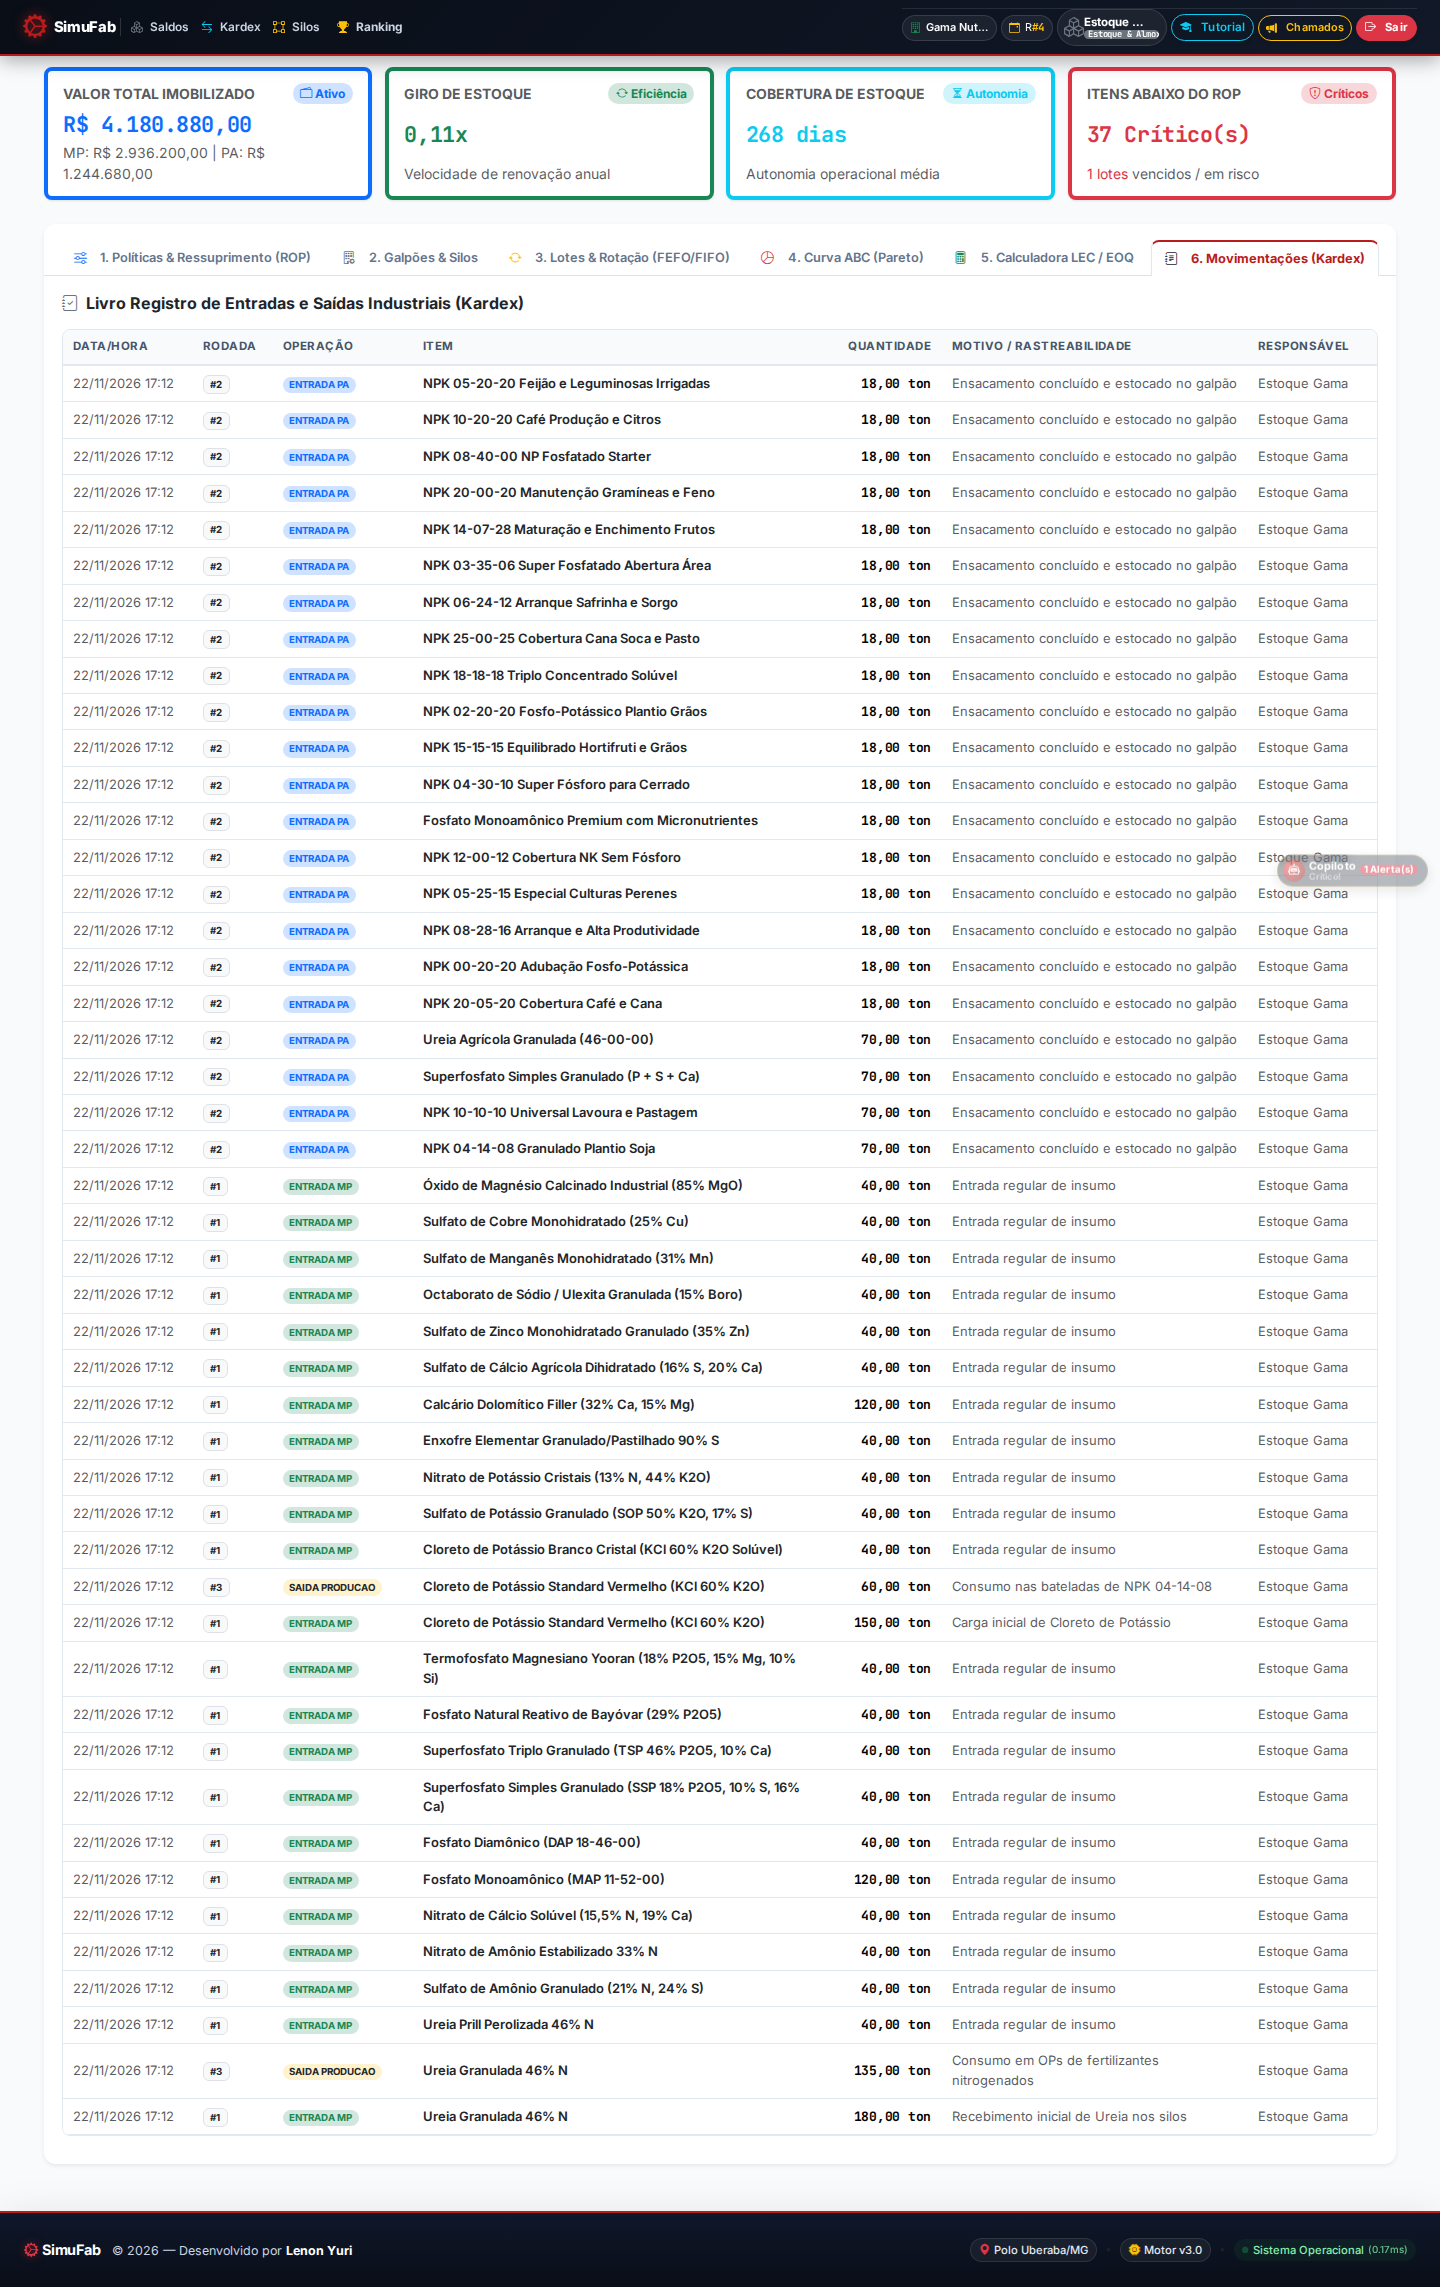 SimuFab Saldos Kardex Silos Ranking Gama Nut... R#4 Estoque ... Tutorial Chamados Sair
Estoque & Almox
VALOR TOTAL IMOBILIZADO Ativo
R$ 4.180.880,00
MP: R$ 2.936.200,00 | PA: R$
1.244.680,00
GIRO DE ESTOQUE Eficiência
0,11x
Velocidade de renovação anual
COBERTURA DE ESTOQUE Autonomia
268 dias
Autonomia operacional média
ITENS ABAIXO DO ROP Críticos
37 Crítico(s)
1 lotes vencidos / em risco
1. Políticas & Ressuprimento (ROP) 2. Galpões & Silos 3. Lotes & Rotação (FEFO/FIFO) 4. Curva ABC (Pareto) 5. Calculadora LEC / EOQ 6. Movimentações (Kardex)
Livro Registro de Entradas e Saídas Industriais (Kardex)
DATA/HORA RODADA OPERAÇÃO ITEM QUANTIDADE MOTIVO / RASTREABILIDADE RESPONSÁVEL
22/11/2026 17:12 #2 ENTRADA PA NPK 05-20-20 Feijão e Leguminosas Irrigadas 18,00 ton Ensacamento concluído e estocado no galpão Estoque Gama
22/11/2026 17:12 #2 ENTRADA PA NPK 10-20-20 Café Produção e Citros 18,00 ton Ensacamento concluído e estocado no galpão Estoque Gama
22/11/2026 17:12 #2 ENTRADA PA NPK 08-40-00 NP Fosfatado Starter 18,00 ton Ensacamento concluído e estocado no galpão Estoque Gama
22/11/2026 17:12 #2 ENTRADA PA NPK 20-00-20 Manutenção Gramíneas e Feno 18,00 ton Ensacamento concluído e estocado no galpão Estoque Gama
22/11/2026 17:12 #2 ENTRADA PA NPK 14-07-28 Maturação e Enchimento Frutos 18,00 ton Ensacamento concluído e estocado no galpão Estoque Gama
22/11/2026 17:12 #2 ENTRADA PA NPK 03-35-06 Super Fosfatado Abertura Área 18,00 ton Ensacamento concluído e estocado no galpão Estoque Gama
22/11/2026 17:12 #2 ENTRADA PA NPK 06-24-12 Arranque Safrinha e Sorgo 18,00 ton Ensacamento concluído e estocado no galpão Estoque Gama
22/11/2026 17:12 #2 ENTRADA PA NPK 25-00-25 Cobertura Cana Soca e Pasto 18,00 ton Ensacamento concluído e estocado no galpão Estoque Gama
22/11/2026 17:12 #2 ENTRADA PA NPK 18-18-18 Triplo Concentrado Solúvel 18,00 ton Ensacamento concluído e estocado no galpão Estoque Gama
22/11/2026 17:12 #2 ENTRADA PA NPK 02-20-20 Fosfo-Potássico Plantio Grãos 18,00 ton Ensacamento concluído e estocado no galpão Estoque Gama
22/11/2026 17:12 #2 ENTRADA PA NPK 15-15-15 Equilibrado Hortifruti e Grãos 18,00 ton Ensacamento concluído e estocado no galpão Estoque Gama
22/11/2026 17:12 #2 ENTRADA PA NPK 04-30-10 Super Fósforo para Cerrado 18,00 ton Ensacamento concluído e estocado no galpão Estoque Gama
22/11/2026 17:12 #2 ENTRADA PA Fosfato Monoamônico Premium com Micronutrientes 18,00 ton Ensacamento concluído e estocado no galpão Estoque Gama
22/11/2026 17:12 #2 ENTRADA PA NPK 12-00-12 Cobertura NK Sem Fósforo 18,00 ton Ensacamento concluído e estocado no galpão Estoque Gama
Copiloto 1 Alerta(s)
Crítico!
22/11/2026 17:12 #2 ENTRADA PA NPK 05-25-15 Especial Culturas Perenes 18,00 ton Ensacamento concluído e estocado no galpão Estoque Gama
22/11/2026 17:12 #2 ENTRADA PA NPK 08-28-16 Arranque e Alta Produtividade 18,00 ton Ensacamento concluído e estocado no galpão Estoque Gama
22/11/2026 17:12 #2 ENTRADA PA NPK 00-20-20 Adubação Fosfo-Potássica 18,00 ton Ensacamento concluído e estocado no galpão Estoque Gama
22/11/2026 17:12 #2 ENTRADA PA NPK 20-05-20 Cobertura Café e Cana 18,00 ton Ensacamento concluído e estocado no galpão Estoque Gama
22/11/2026 17:12 #2 ENTRADA PA Ureia Agrícola Granulada (46-00-00) 70,00 ton Ensacamento concluído e estocado no galpão Estoque Gama
22/11/2026 17:12 #2 ENTRADA PA Superfosfato Simples Granulado (P + S + Ca) 70,00 ton Ensacamento concluído e estocado no galpão Estoque Gama
22/11/2026 17:12 #2 ENTRADA PA NPK 10-10-10 Universal Lavoura e Pastagem 70,00 ton Ensacamento concluído e estocado no galpão Estoque Gama
22/11/2026 17:12 #2 ENTRADA PA NPK 04-14-08 Granulado Plantio Soja 70,00 ton Ensacamento concluído e estocado no galpão Estoque Gama
22/11/2026 17:12 #1 ENTRADA MP Óxido de Magnésio Calcinado Industrial (85% MgO) 40,00 ton Entrada regular de insumo Estoque Gama
22/11/2026 17:12 #1 ENTRADA MP Sulfato de Cobre Monohidratado (25% Cu) 40,00 ton Entrada regular de insumo Estoque Gama
22/11/2026 17:12 #1 ENTRADA MP Sulfato de Manganês Monohidratado (31% Mn) 40,00 ton Entrada regular de insumo Estoque Gama
22/11/2026 17:12 #1 ENTRADA MP Octaborato de Sódio / Ulexita Granulada (15% Boro) 40,00 ton Entrada regular de insumo Estoque Gama
22/11/2026 17:12 #1 ENTRADA MP Sulfato de Zinco Monohidratado Granulado (35% Zn) 40,00 ton Entrada regular de insumo Estoque Gama
22/11/2026 17:12 #1 ENTRADA MP Sulfato de Cálcio Agrícola Dihidratado (16% S, 20% Ca) 40,00 ton Entrada regular de insumo Estoque Gama
22/11/2026 17:12 #1 ENTRADA MP Calcário Dolomítico Filler (32% Ca, 15% Mg) 120,00 ton Entrada regular de insumo Estoque Gama
22/11/2026 17:12 #1 ENTRADA MP Enxofre Elementar Granulado/Pastilhado 90% S 40,00 ton Entrada regular de insumo Estoque Gama
22/11/2026 17:12 #1 ENTRADA MP Nitrato de Potássio Cristais (13% N, 44% K2O) 40,00 ton Entrada regular de insumo Estoque Gama
22/11/2026 17:12 #1 ENTRADA MP Sulfato de Potássio Granulado (SOP 50% K2O, 17% S) 40,00 ton Entrada regular de insumo Estoque Gama
22/11/2026 17:12 #1 ENTRADA MP Cloreto de Potássio Branco Cristal (KCl 60% K2O Solúvel) 40,00 ton Entrada regular de insumo Estoque Gama
22/11/2026 17:12 #3 SAIDA PRODUCAO Cloreto de Potássio Standard Vermelho (KCl 60% K2O) 60,00 ton Consumo nas bateladas de NPK 04-14-08 Estoque Gama
22/11/2026 17:12 #1 ENTRADA MP Cloreto de Potássio Standard Vermelho (KCl 60% K2O) 150,00 ton Carga inicial de Cloreto de Potássio Estoque Gama
22/11/2026 17:12 #1 ENTRADA MP Termofosfato Magnesiano Yooran (18% P2O5, 15% Mg, 10% Si) 40,00 ton Entrada regular de insumo Estoque Gama
22/11/2026 17:12 #1 ENTRADA MP Fosfato Natural Reativo de Bayóvar (29% P2O5) 40,00 ton Entrada regular de insumo Estoque Gama
22/11/2026 17:12 #1 ENTRADA MP Superfosfato Triplo Granulado (TSP 46% P2O5, 10% Ca) 40,00 ton Entrada regular de insumo Estoque Gama
22/11/2026 17:12 #1 ENTRADA MP Superfosfato Simples Granulado (SSP 18% P2O5, 10% S, 16% Ca) 40,00 ton Entrada regular de insumo Estoque Gama
22/11/2026 17:12 #1 ENTRADA MP Fosfato Diamônico (DAP 18-46-00) 40,00 ton Entrada regular de insumo Estoque Gama
22/11/2026 17:12 #1 ENTRADA MP Fosfato Monoamônico (MAP 11-52-00) 120,00 ton Entrada regular de insumo Estoque Gama
22/11/2026 17:12 #1 ENTRADA MP Nitrato de Cálcio Solúvel (15,5% N, 19% Ca) 40,00 ton Entrada regular de insumo Estoque Gama
22/11/2026 17:12 #1 ENTRADA MP Nitrato de Amônio Estabilizado 33% N 40,00 ton Entrada regular de insumo Estoque Gama
22/11/2026 17:12 #1 ENTRADA MP Sulfato de Amônio Granulado (21% N, 24% S) 40,00 ton Entrada regular de insumo Estoque Gama
22/11/2026 17:12 #1 ENTRADA MP Ureia Prill Perolizada 46% N 40,00 ton Entrada regular de insumo Estoque Gama
22/11/2026 17:12 #3 SAIDA PRODUCAO Ureia Granulada 46% N 135,00 ton Consumo em OPs de fertilizantes nitrogenados Estoque Gama
22/11/2026 17:12 #1 ENTRADA MP Ureia Granulada 46% N 180,00 ton Recebimento inicial de Ureia nos silos Estoque Gama
SimuFab © 2026 — Desenvolvido por Lenon Yuri Polo Uberaba/MG Motor v3.0 Sistema Operacional (0.17ms)